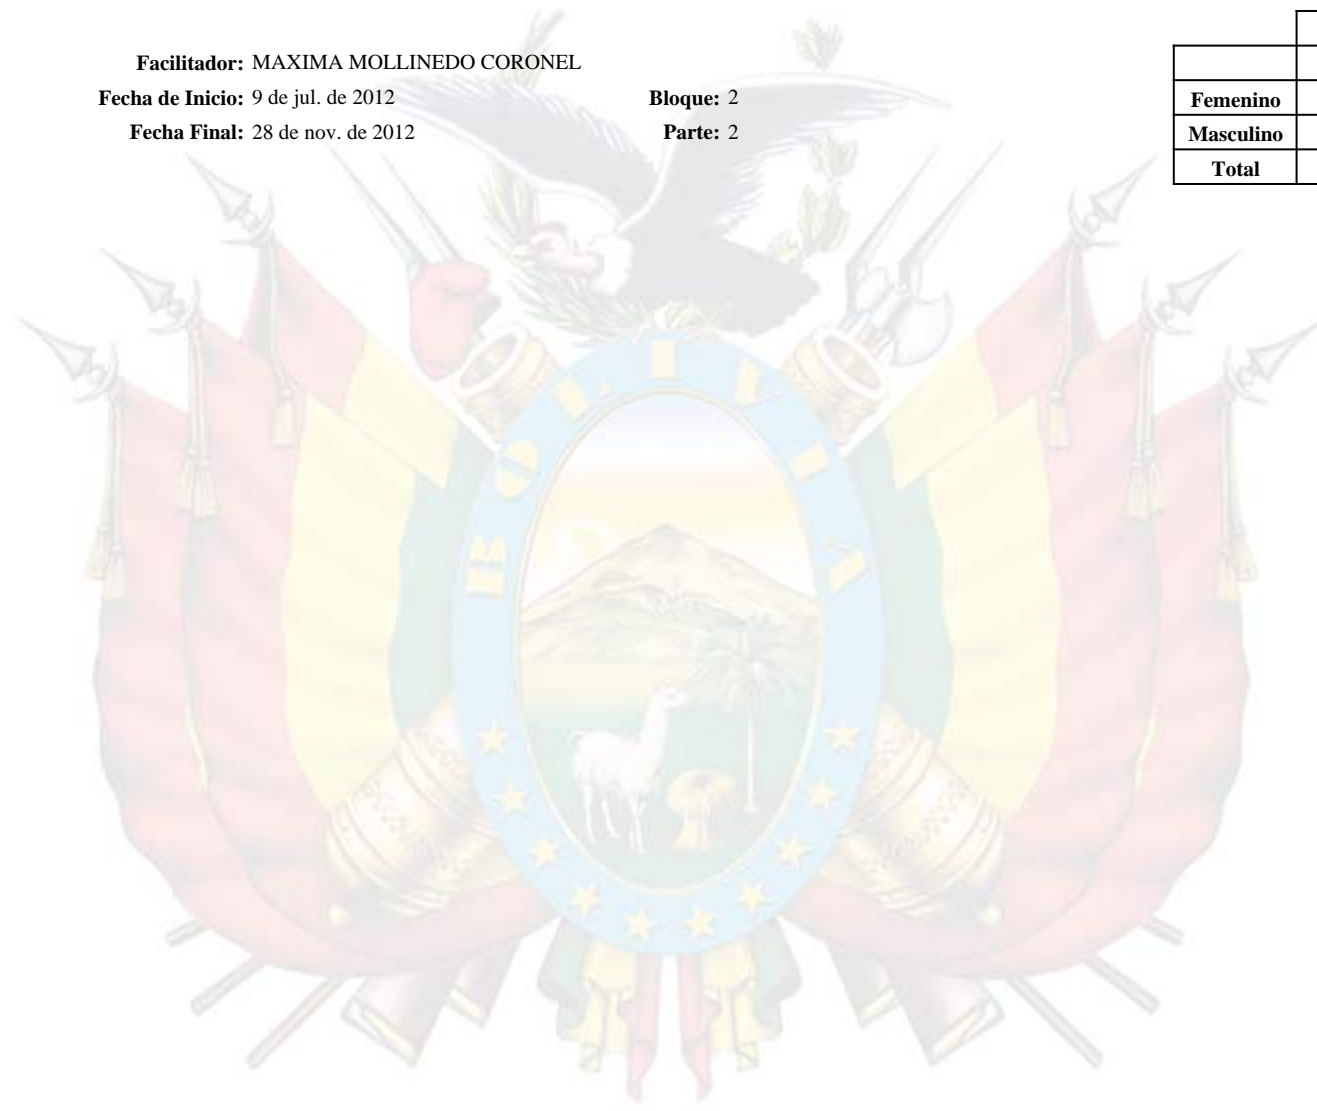 Facilitador: MAXIMA MOLLINEDO CORONEL
Fecha de Inicio: 9 de jul. de 2012 Bloque: 2
Fecha Final: 28 de nov. de 2012 Parte: 2
Femenino
Masculino
Total
BOLIVIA